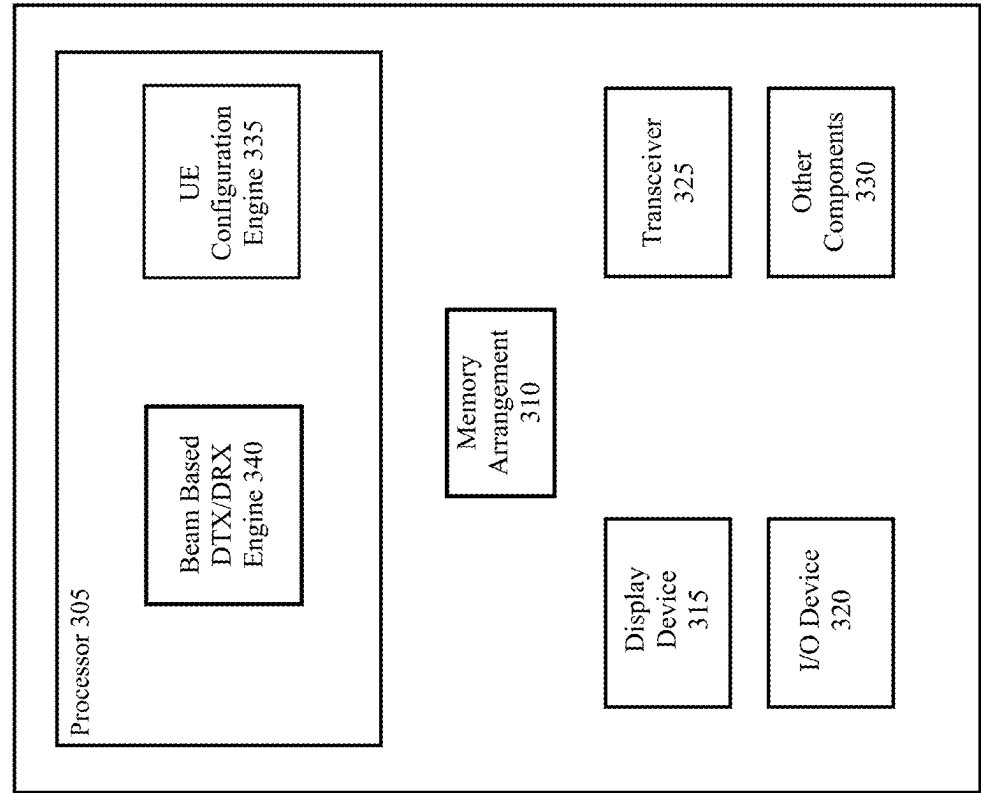 Processor 305
Beam Based
DTX/DRX
Engine 340
UE
Configuration
Engine 335
Memory
Arrangement
310
Display
Device
315
Transceiver
325
I/O Device
320
Other
Components
330